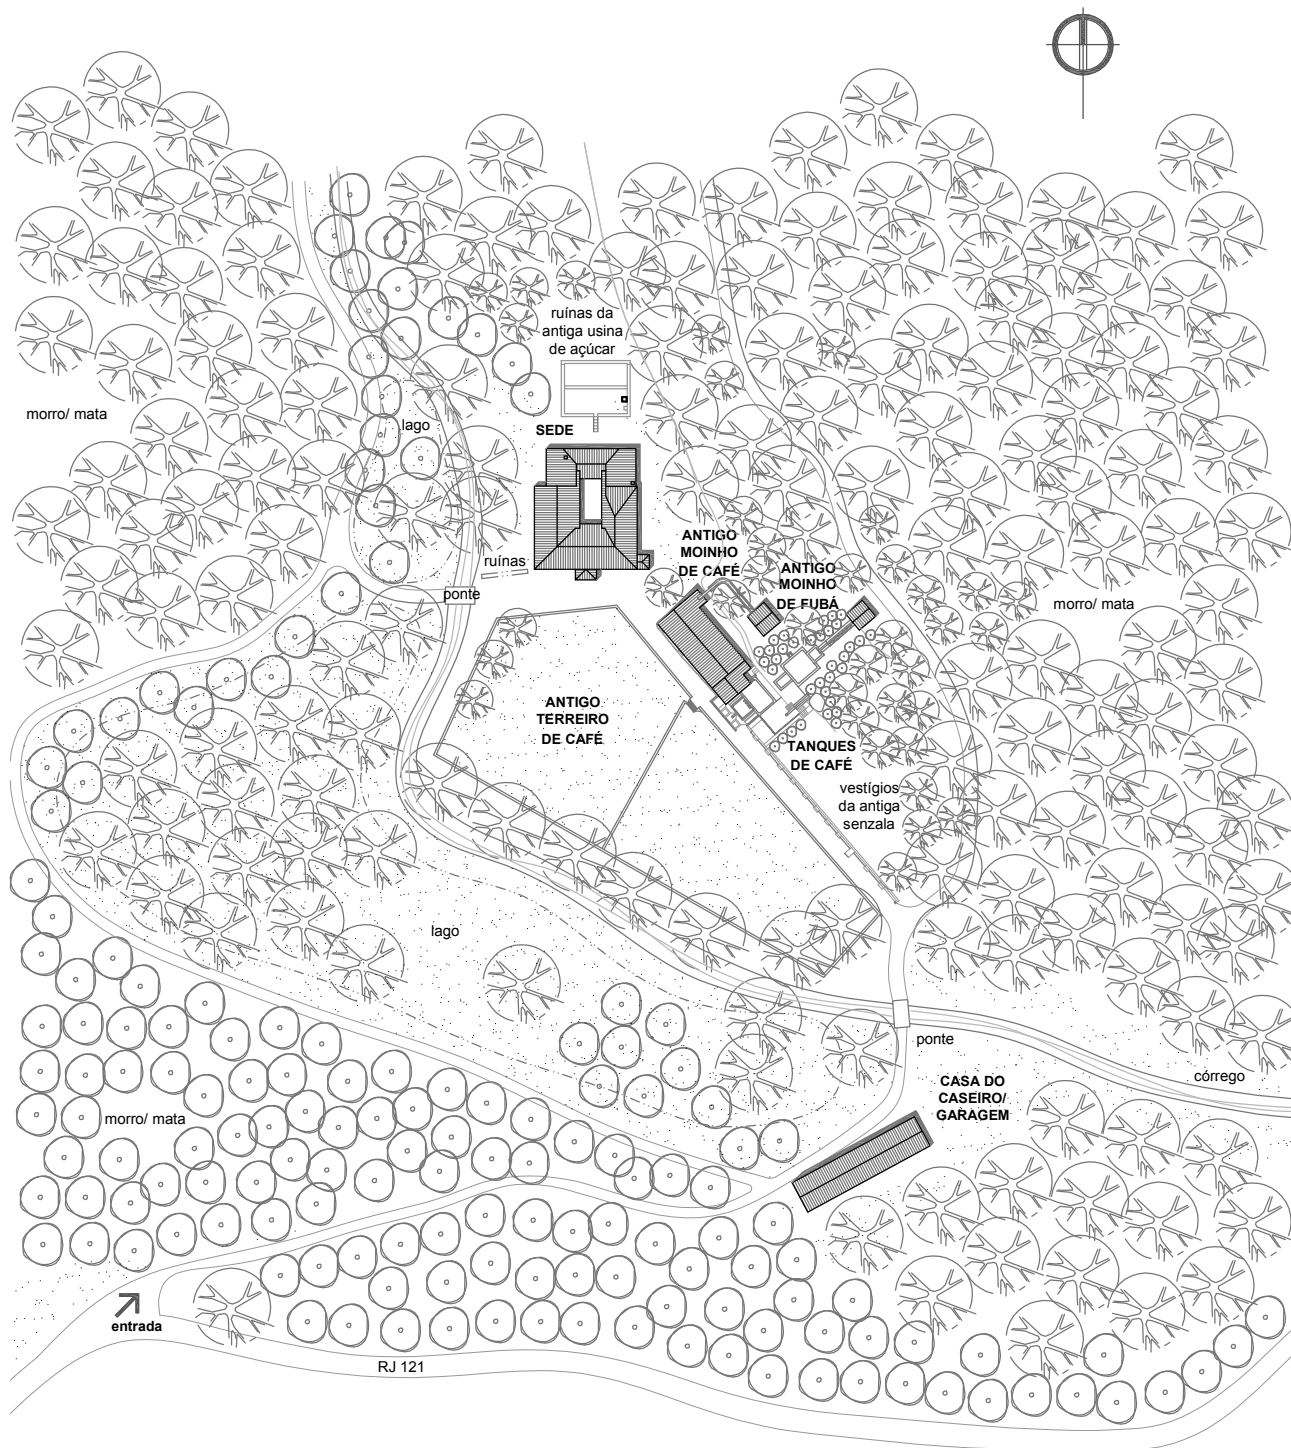 ruínas da
antiga usina
de açúcar
morro/ mata
lago
SEDE
ANTIGO
MOINHO
DE CAFÉ
ANTIGO
MOINHO
DE FUBÁ
ruínas
ponte
morro/ mata
ANTIGO
TERREIRO
DE CAFÉ
TANQUES
DE CAFÉ
vestígios
da antiga
senzala
lago
ponte
córrego
CASA DO
CASEIRO/
GARAGEM
morro/ mata
entrada
RJ 121